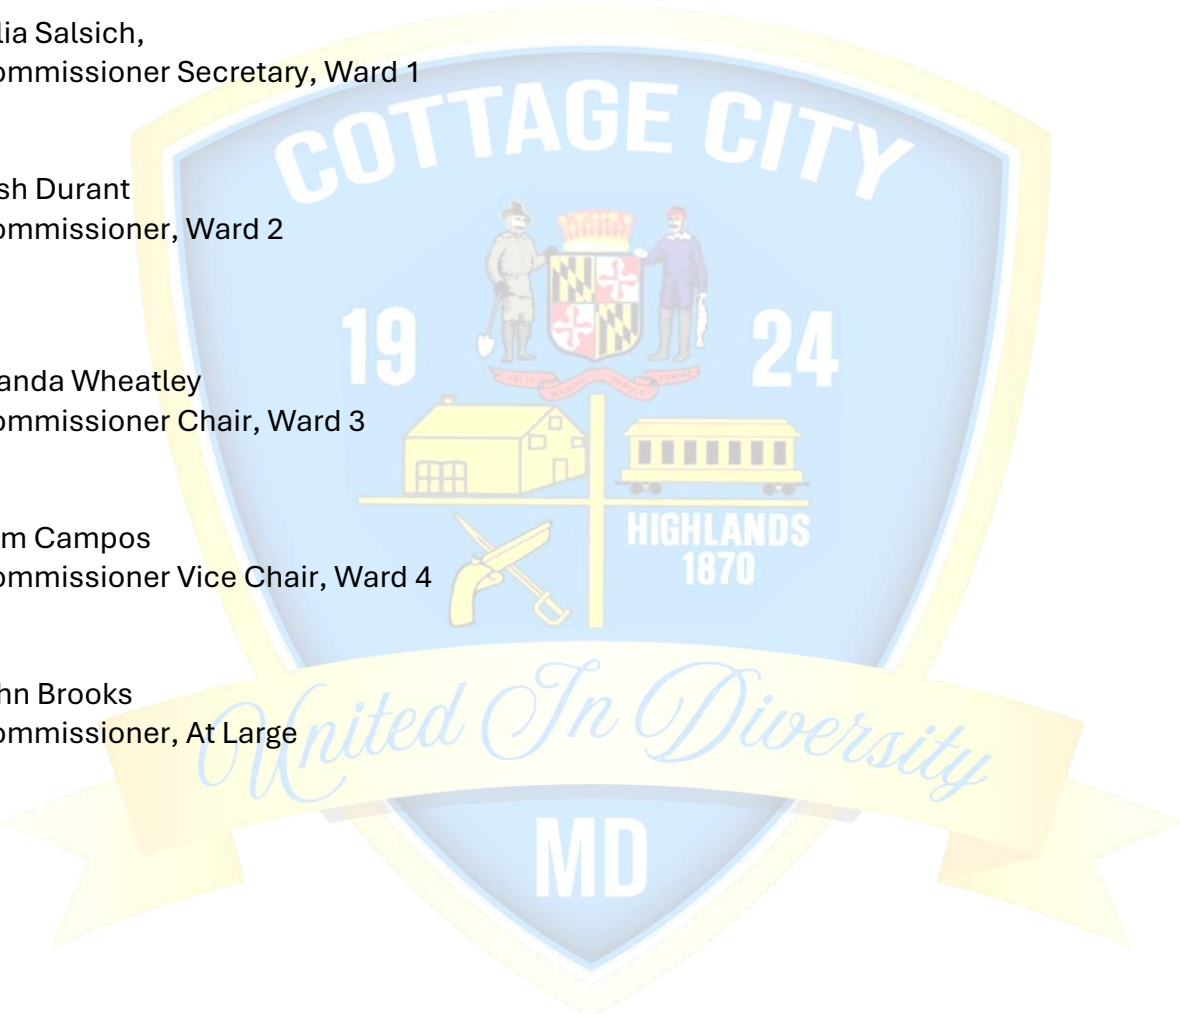 lia Salsich,
ommissioner Secretary, Ward 1
sh Durant
ommissioner, Ward 2
anda Wheatley
ommissioner Chair, Ward 3
m Campos
ommissioner Vice Chair, Ward 4
hn Brooks
ommissioner, At Large
COTTAGE CITY
19 24
HIGHLANDS
1870
United In Diversity
MD